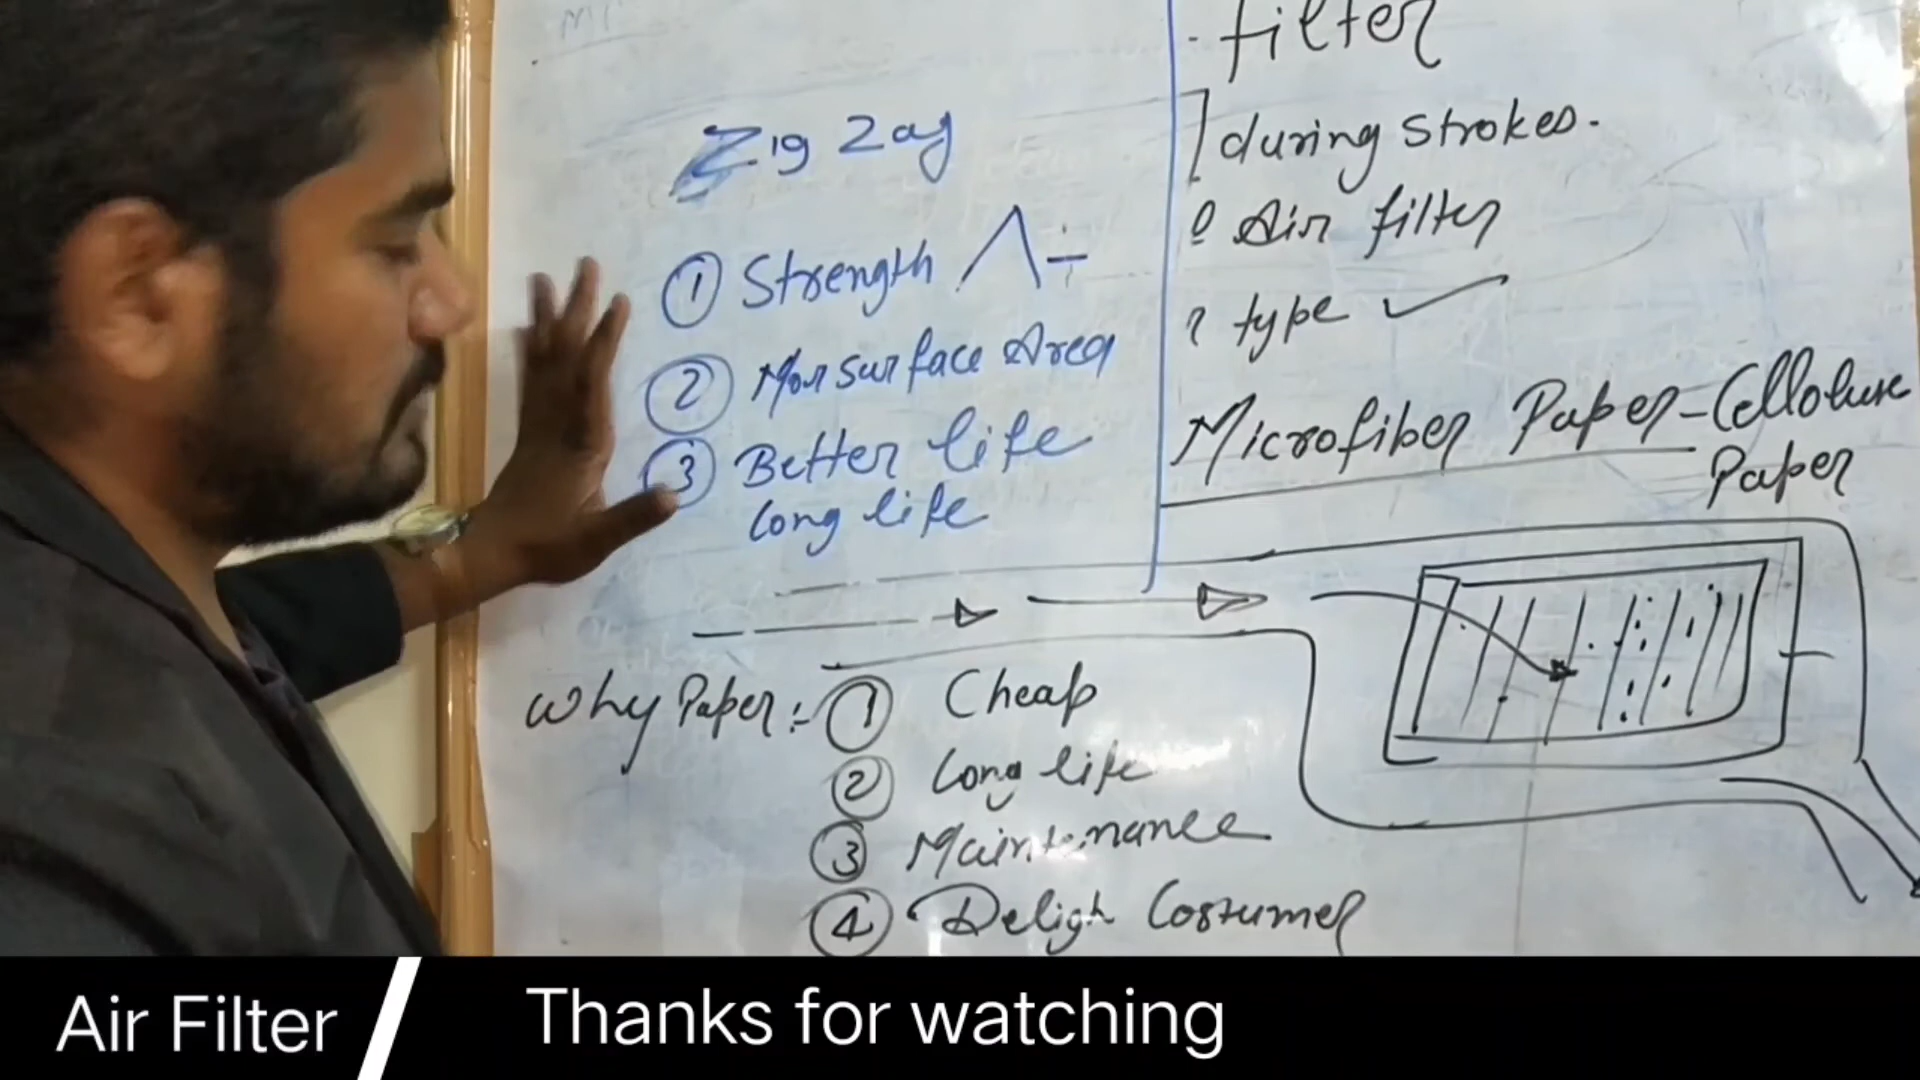 Zig Zag
① Strength
② Mor surface Area
③ Better life
Long life
filter
during strokes.
Air filter
type ✓
Microfiber Paper-Cellolure
Paper
Why Paper:- ① Cheap
② Long life
③ Maintenance
④ Deligh Costumer
Air Filter
Thanks for watching